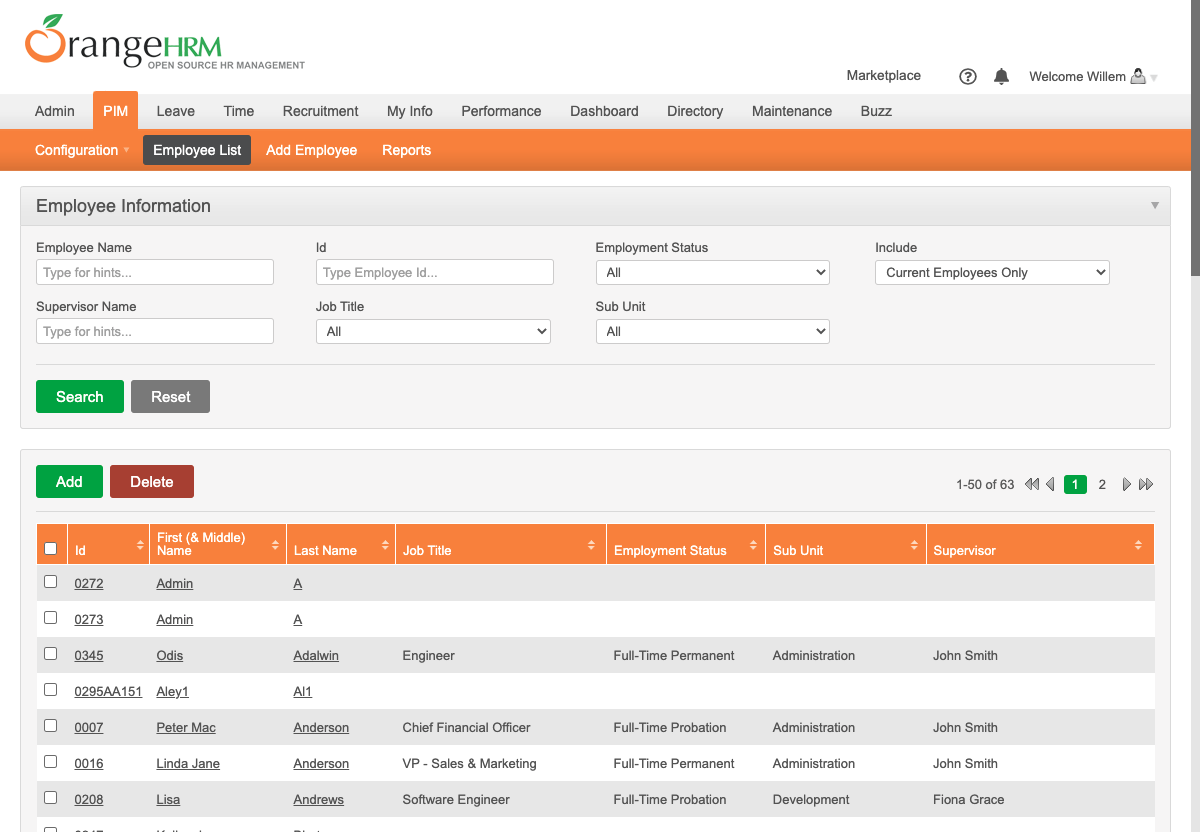 OrangeHRM
OPEN SOURCE HR MANAGEMENT
Marketplace ? Welcome Willem
Admin PIM Leave Time Recruitment My Info Performance Dashboard Directory Maintenance Buzz
Configuration Employee List Add Employee Reports
Employee Information
Employee Name Id Employment Status Include
Type for hints... Type Employee Id... All Current Employees Only
Supervisor Name Job Title Sub Unit
Type for hints... All All
Search Reset
Add Delete 1-50 of 63 1 2
Id First (& Middle) Name Last Name Job Title Employment Status Sub Unit Supervisor
0272 Admin A
0273 Admin A
0345 Odis Adalwin Engineer Full-Time Permanent Administration John Smith
0295AA151 Aley1 Al1
0007 Peter Mac Anderson Chief Financial Officer Full-Time Probation Administration John Smith
0016 Linda Jane Anderson VP - Sales & Marketing Full-Time Permanent Administration John Smith
0208 Lisa Andrews Software Engineer Full-Time Probation Development Fiona Grace